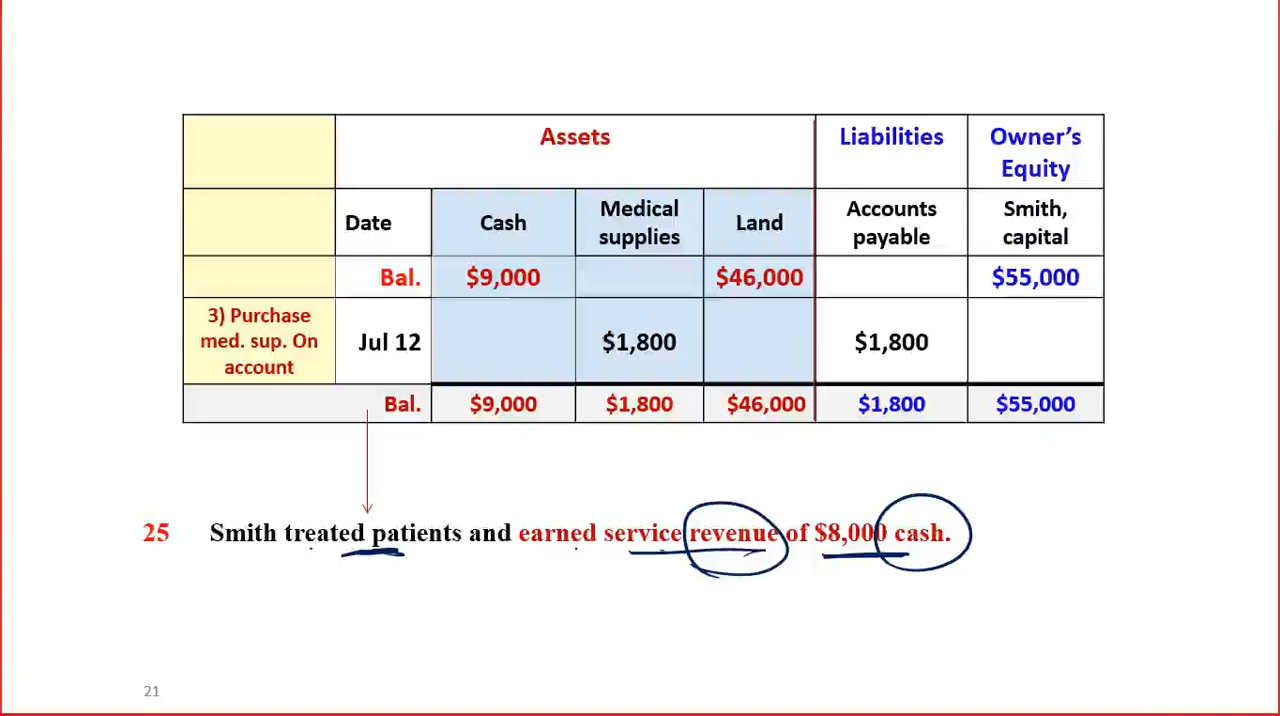 Assets Liabilities Owner's
Equity
Date Cash Medical
supplies Land Accounts
payable Smith,
capital
Bal. $9,000 $46,000 $55,000
3) Purchase
med. sup. On
account Jul 12 $1,800 $1,800
Bal. $9,000 $1,800 $46,000 $1,800 $55,000
25 Smith treated patients and earned service revenue of $8,000 cash.
21